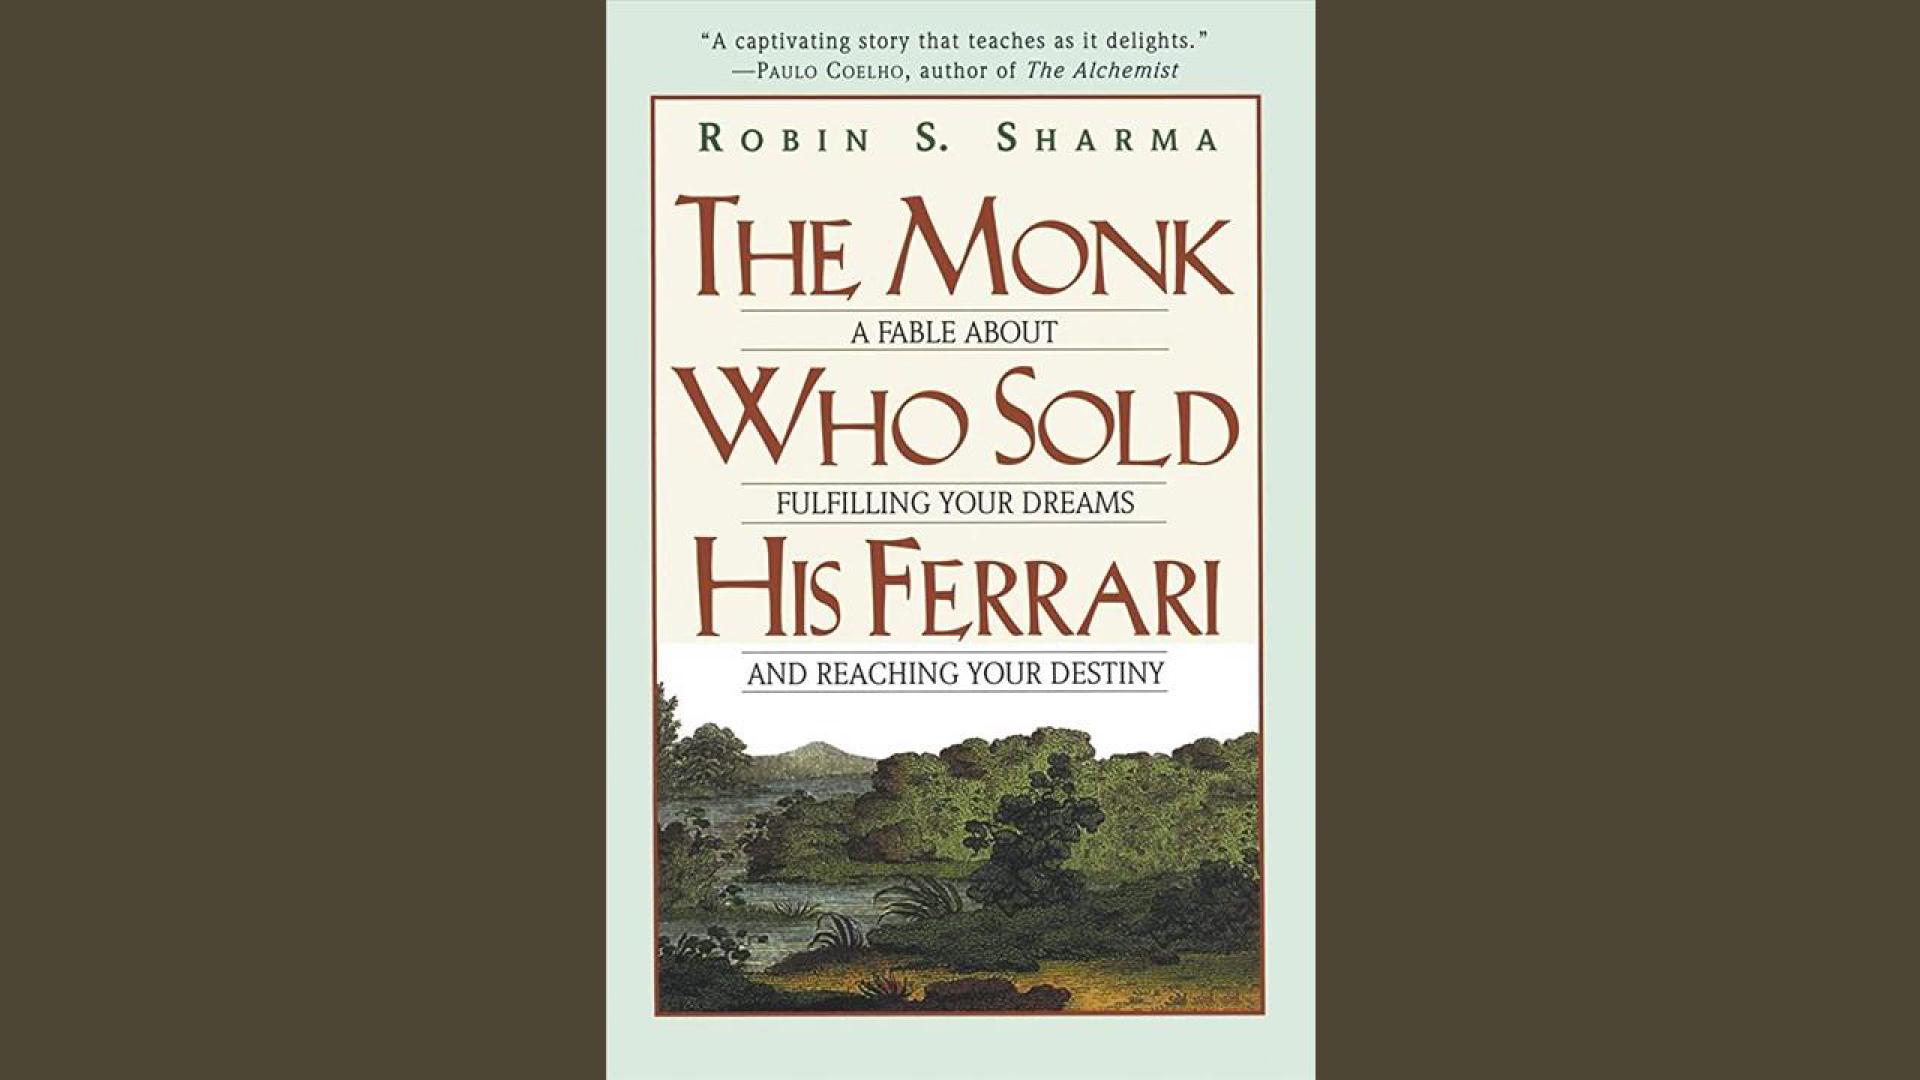 “A captivating story that teaches as it delights.”
—PAULO COELHO, author of The Alchemist
ROBIN S. SHARMA
THE MONK
A FABLE ABOUT
WHO SOLD
FULFILLING YOUR DREAMS
HIS FERRARI
AND REACHING YOUR DESTINY